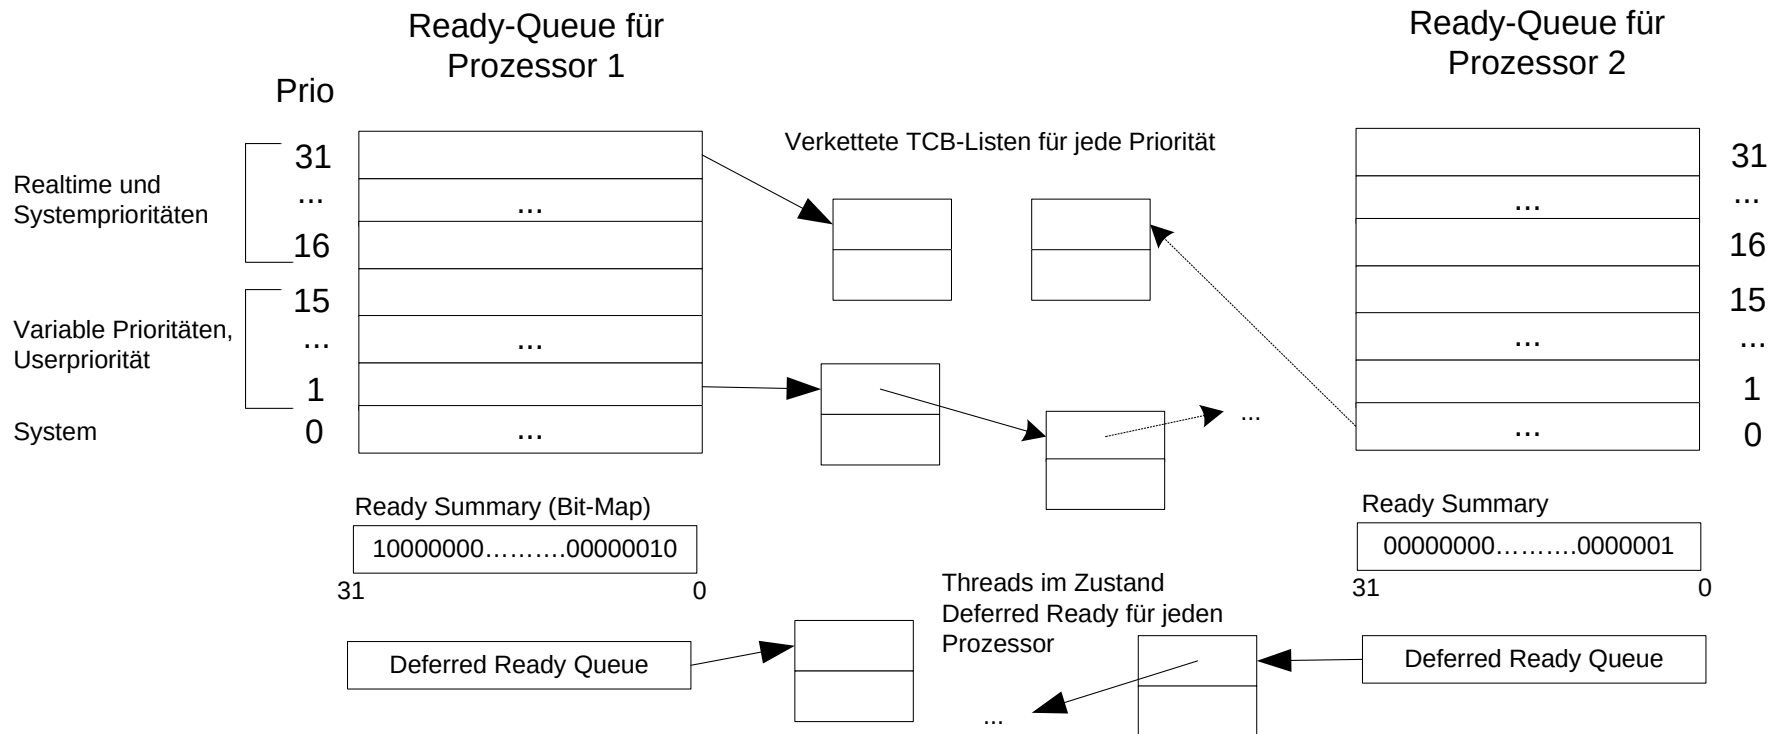 Ready-Queue für
Prozessor 1
Ready-Queue für
Prozessor 2
Prio
Verkettete TCB-Listen für jede Priorität
Realtime und
Systemprioritäten
31
...
16
...
Variable Prioritäten,
Userpriorität
15
...
1
...
System
0
...
...
31
...
16
...
15
...
1
...
0
...
Ready Summary (Bit-Map)
10000000……….00000010
31 0
Ready Summary
00000000……….0000001
31 0
Threads im Zustand
Deferred Ready für jeden
Prozessor
Deferred Ready Queue
...
Deferred Ready Queue